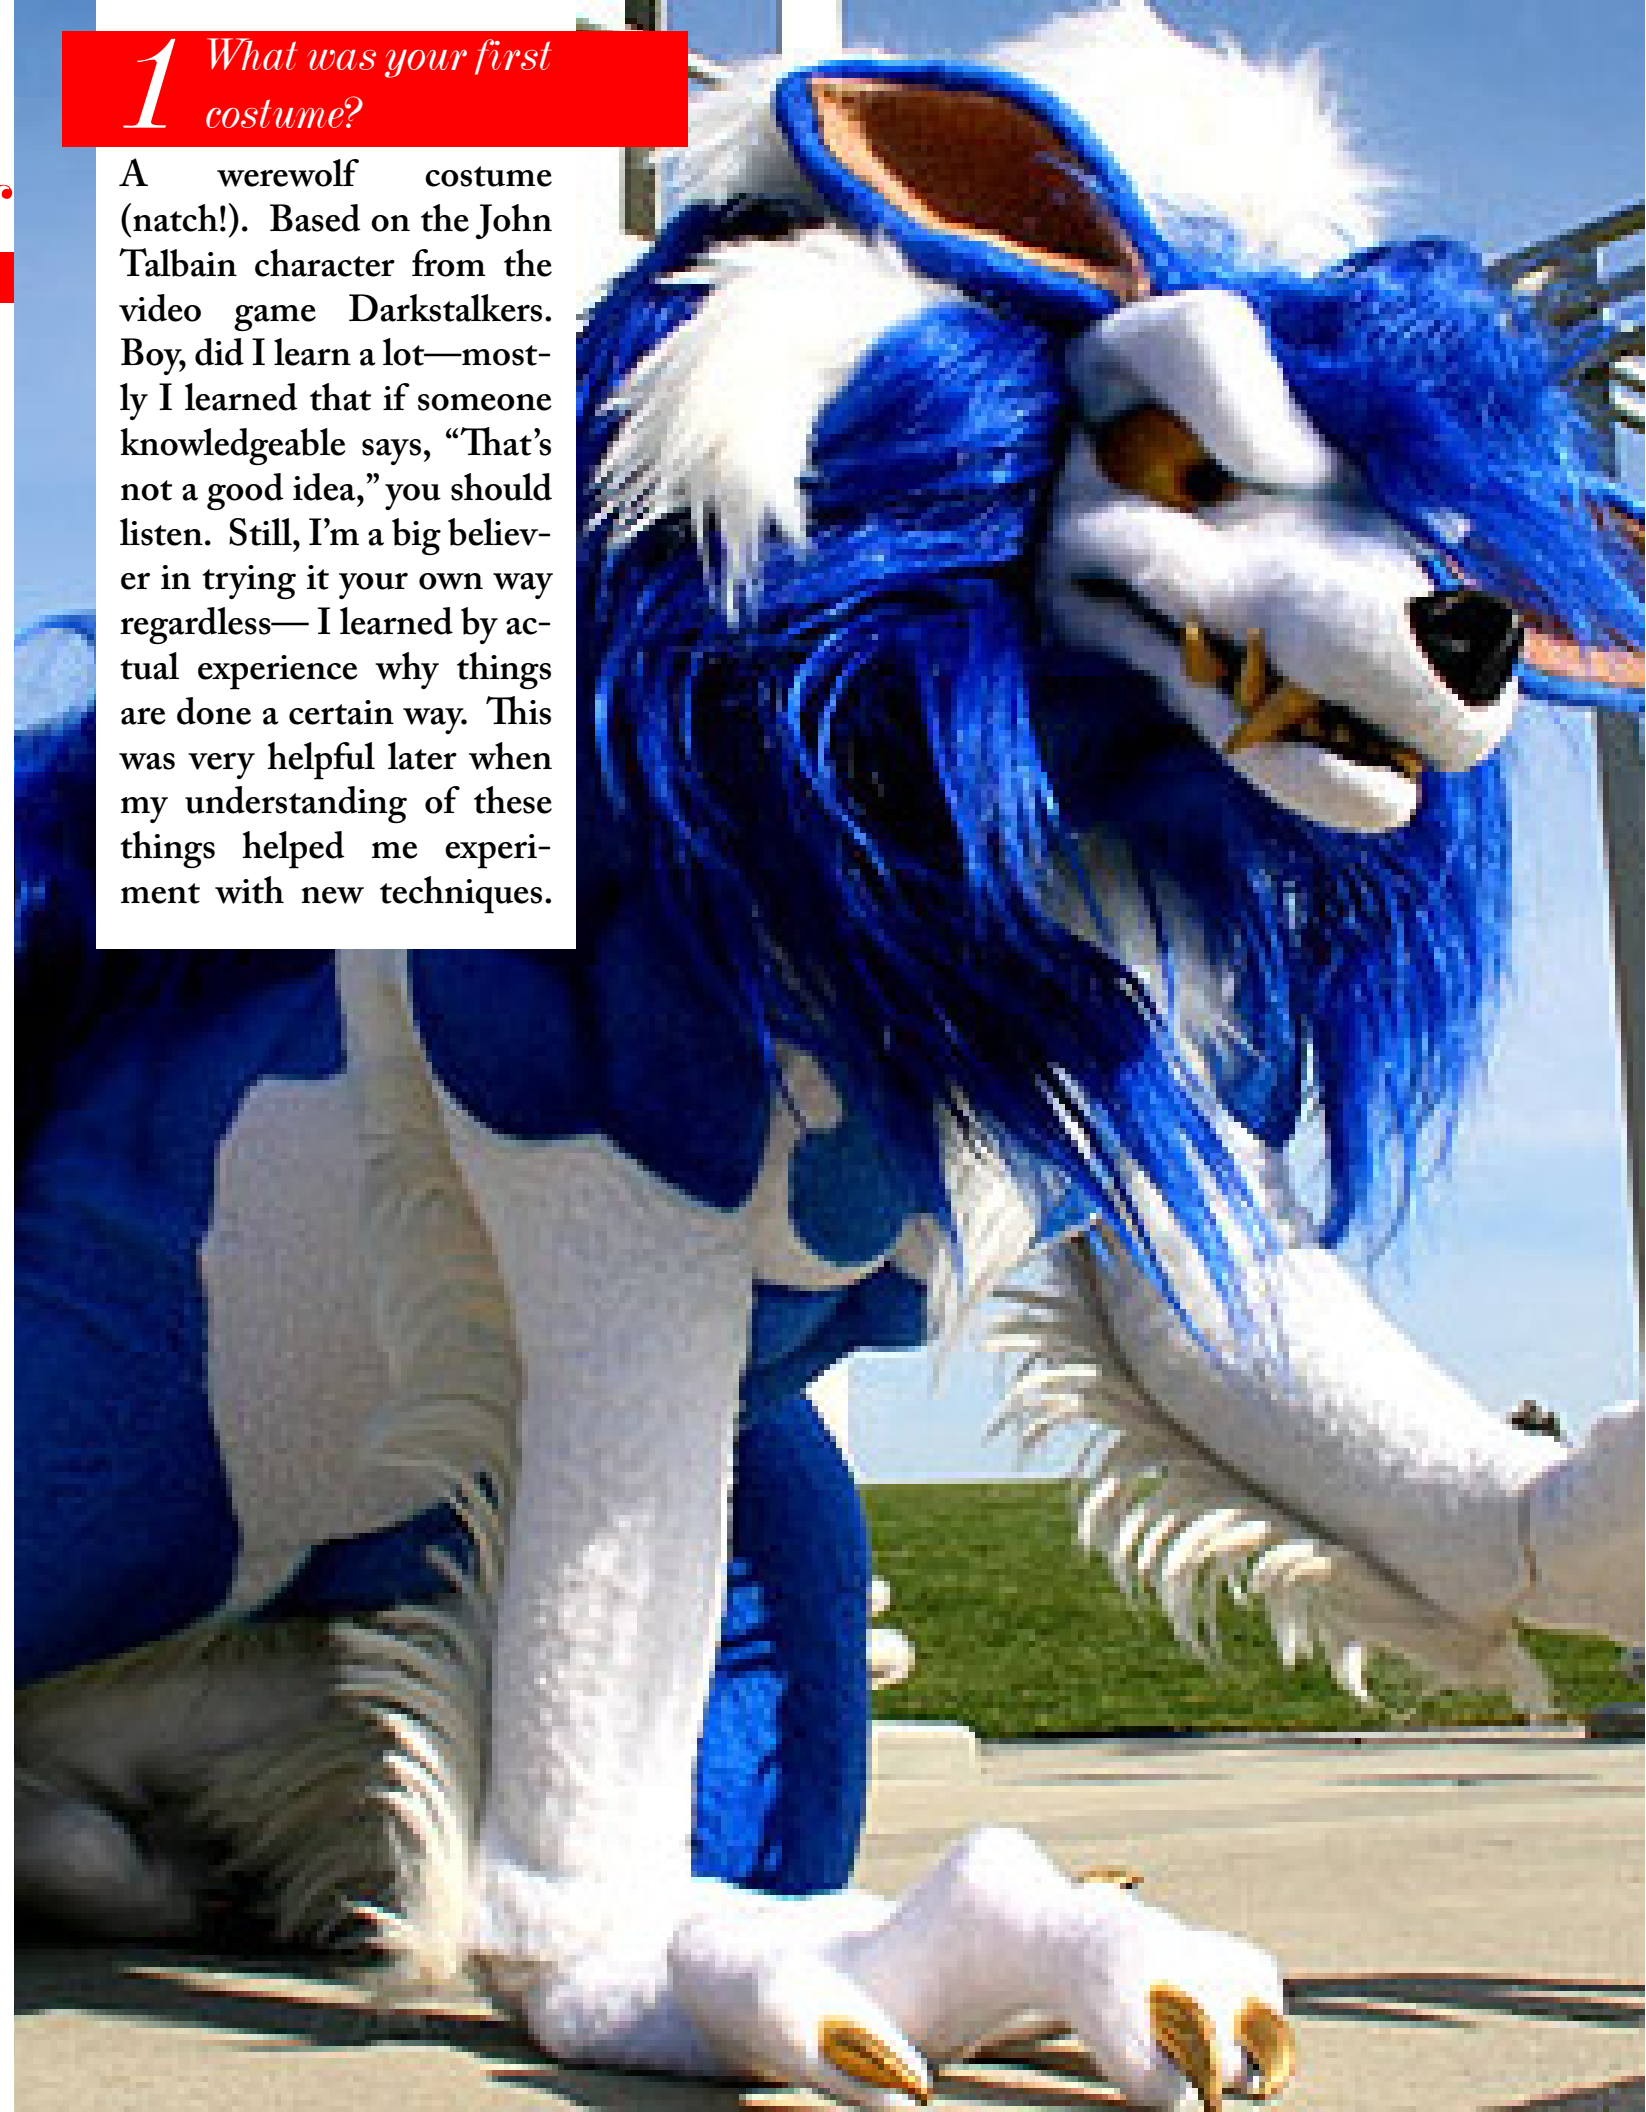 1 What was your first
costume?
A werewolf costume
(natch!). Based on the John
Talbain character from the
video game Darkstalkers.
Boy, did I learn a lot—most-
ly I learned that if someone
knowledgeable says, “That’s
not a good idea,” you should
listen. Still, I’m a big believ-
er in trying it your own way
regardless— I learned by ac-
tual experience why things
are done a certain way. This
was very helpful later when
my understanding of these
things helped me experi-
ment with new techniques.